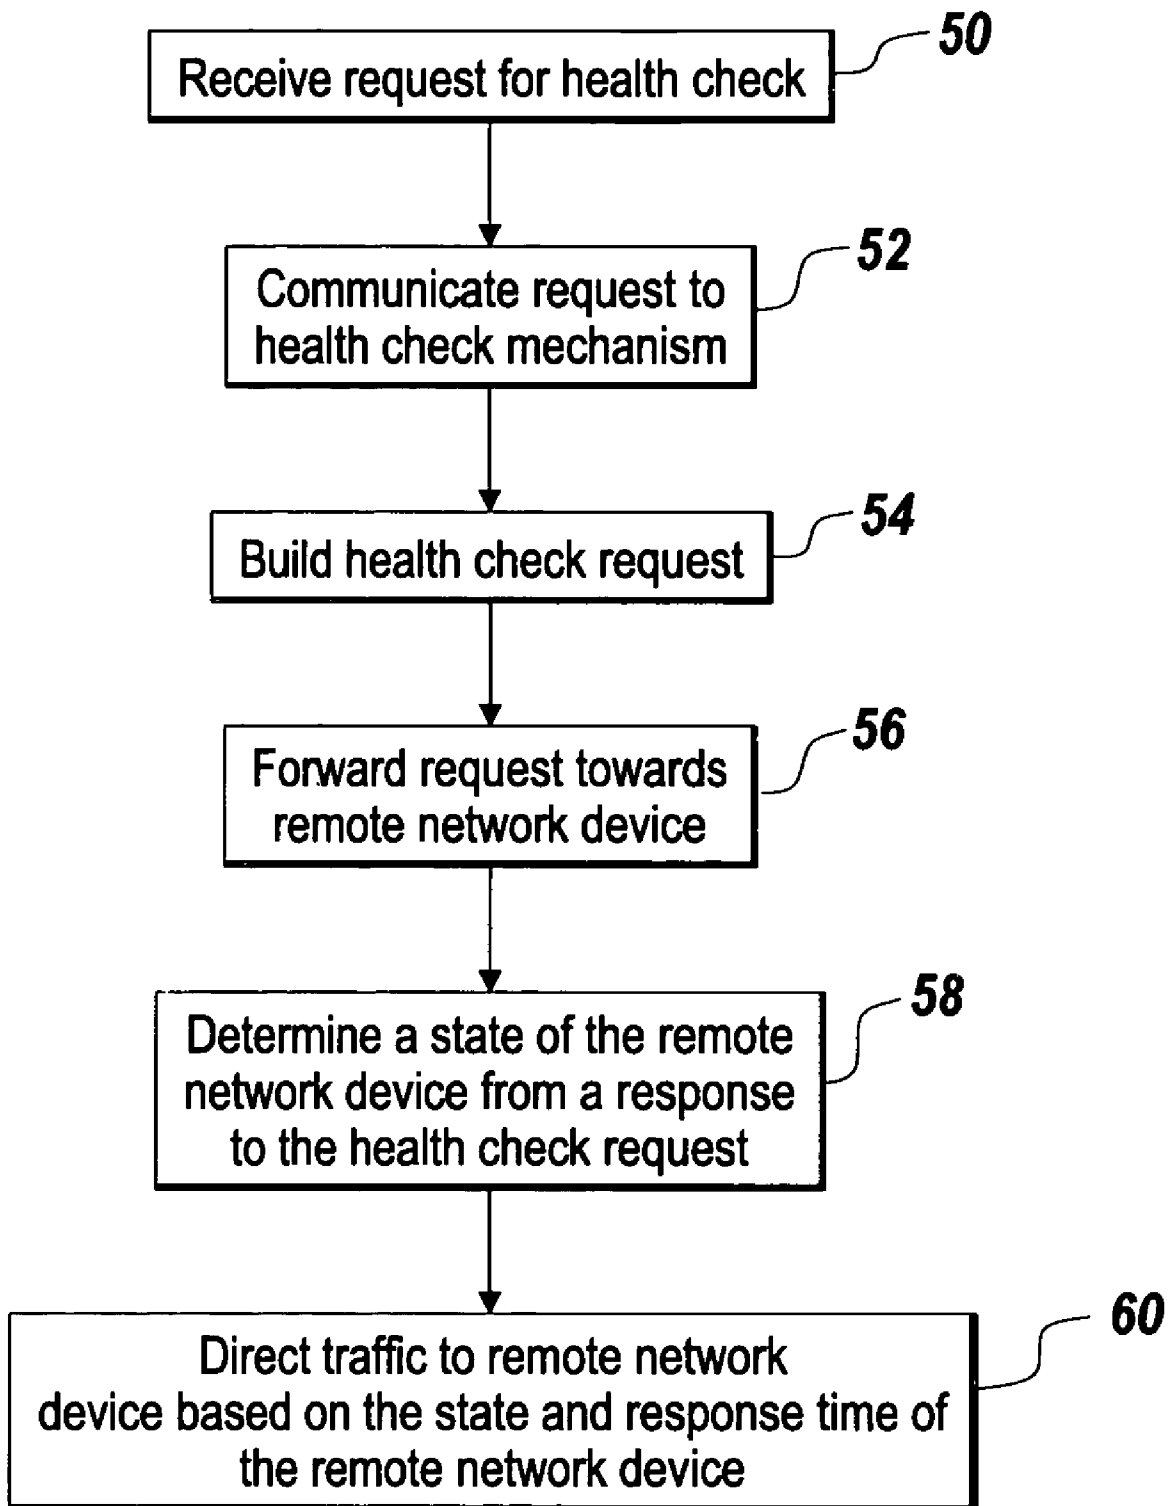 50
Receive request for health check
52
Communicate request to
health check mechanism
54
Build health check request
56
Forward request towards
remote network device
58
Determine a state of the remote
network device from a response
to the health check request
60
Direct traffic to remote network
device based on the state and response time of
the remote network device